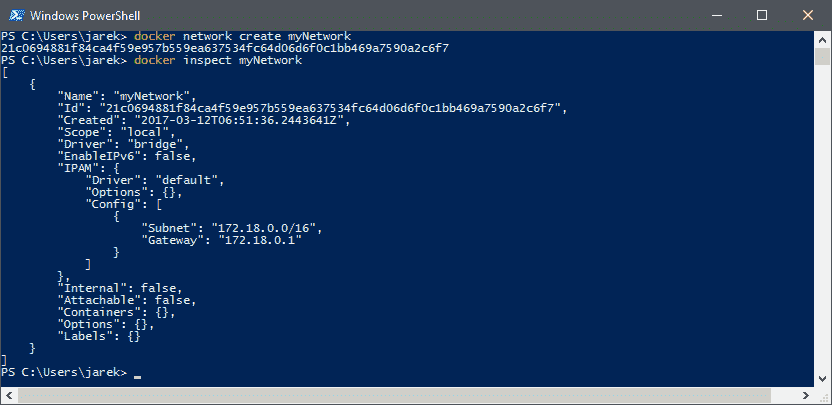 Windows PowerShell
PS C:\Users\jarek> docker network create myNetwork
21c0694881f84ca4f59e957b559ea637534fc64d06d6f0c1bb469a7590a2c6f7
PS C:\Users\jarek> docker inspect myNetwork
[
    {
        "Name": "myNetwork",
        "Id": "21c0694881f84ca4f59e957b559ea637534fc64d06d6f0c1bb469a7590a2c6f7",
        "Created": "2017-03-12T06:51:36.2443641Z",
        "Scope": "local",
        "Driver": "bridge",
        "EnableIPv6": false,
        "IPAM": {
            "Driver": "default",
            "Options": {},
            "Config": [
                {
                    "Subnet": "172.18.0.0/16",
                    "Gateway": "172.18.0.1"
                }
            ]
        },
        "Internal": false,
        "Attachable": false,
        "Containers": {},
        "Options": {},
        "Labels": {}
    }
]
PS C:\Users\jarek> _